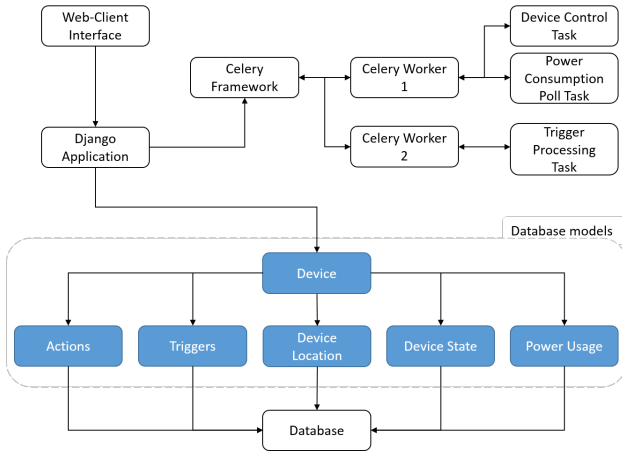 Web-Client
Interface
Device Control
Task
Celery
Framework
Celery Worker
1
Power
Consumption
Poll Task
Django
Application
Celery Worker
2
Trigger
Processing
Task
Database models
Device
Actions
Triggers
Device
Location
Device State
Power Usage
Database